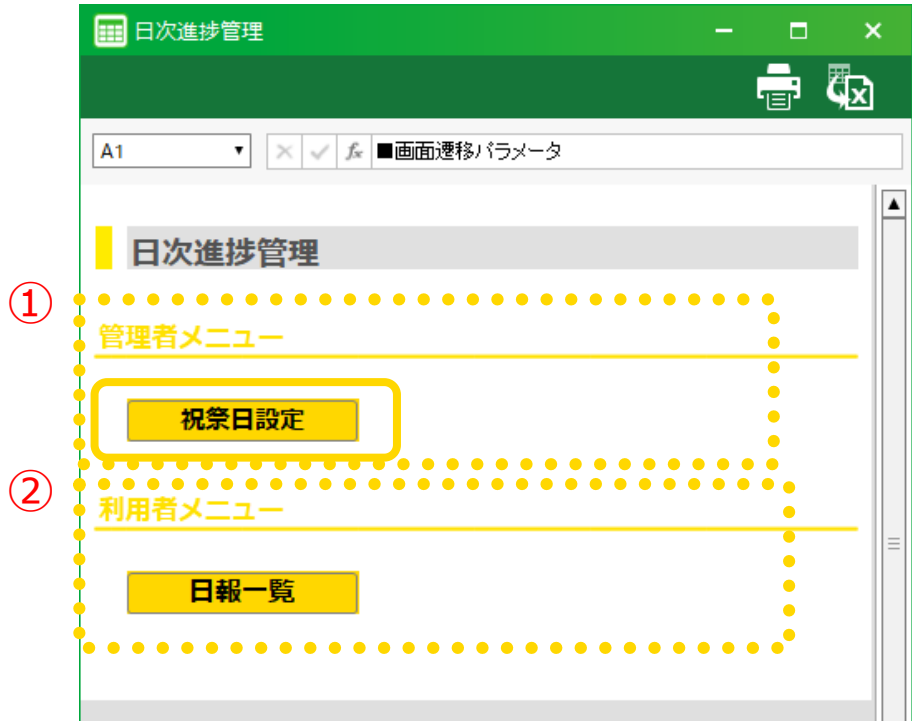 日次進捗管理
A1 fx ■画面遷移パラメータ
日次進捗管理
①
管理者メニュー
祝祭日設定
②
利用者メニュー
日報一覧